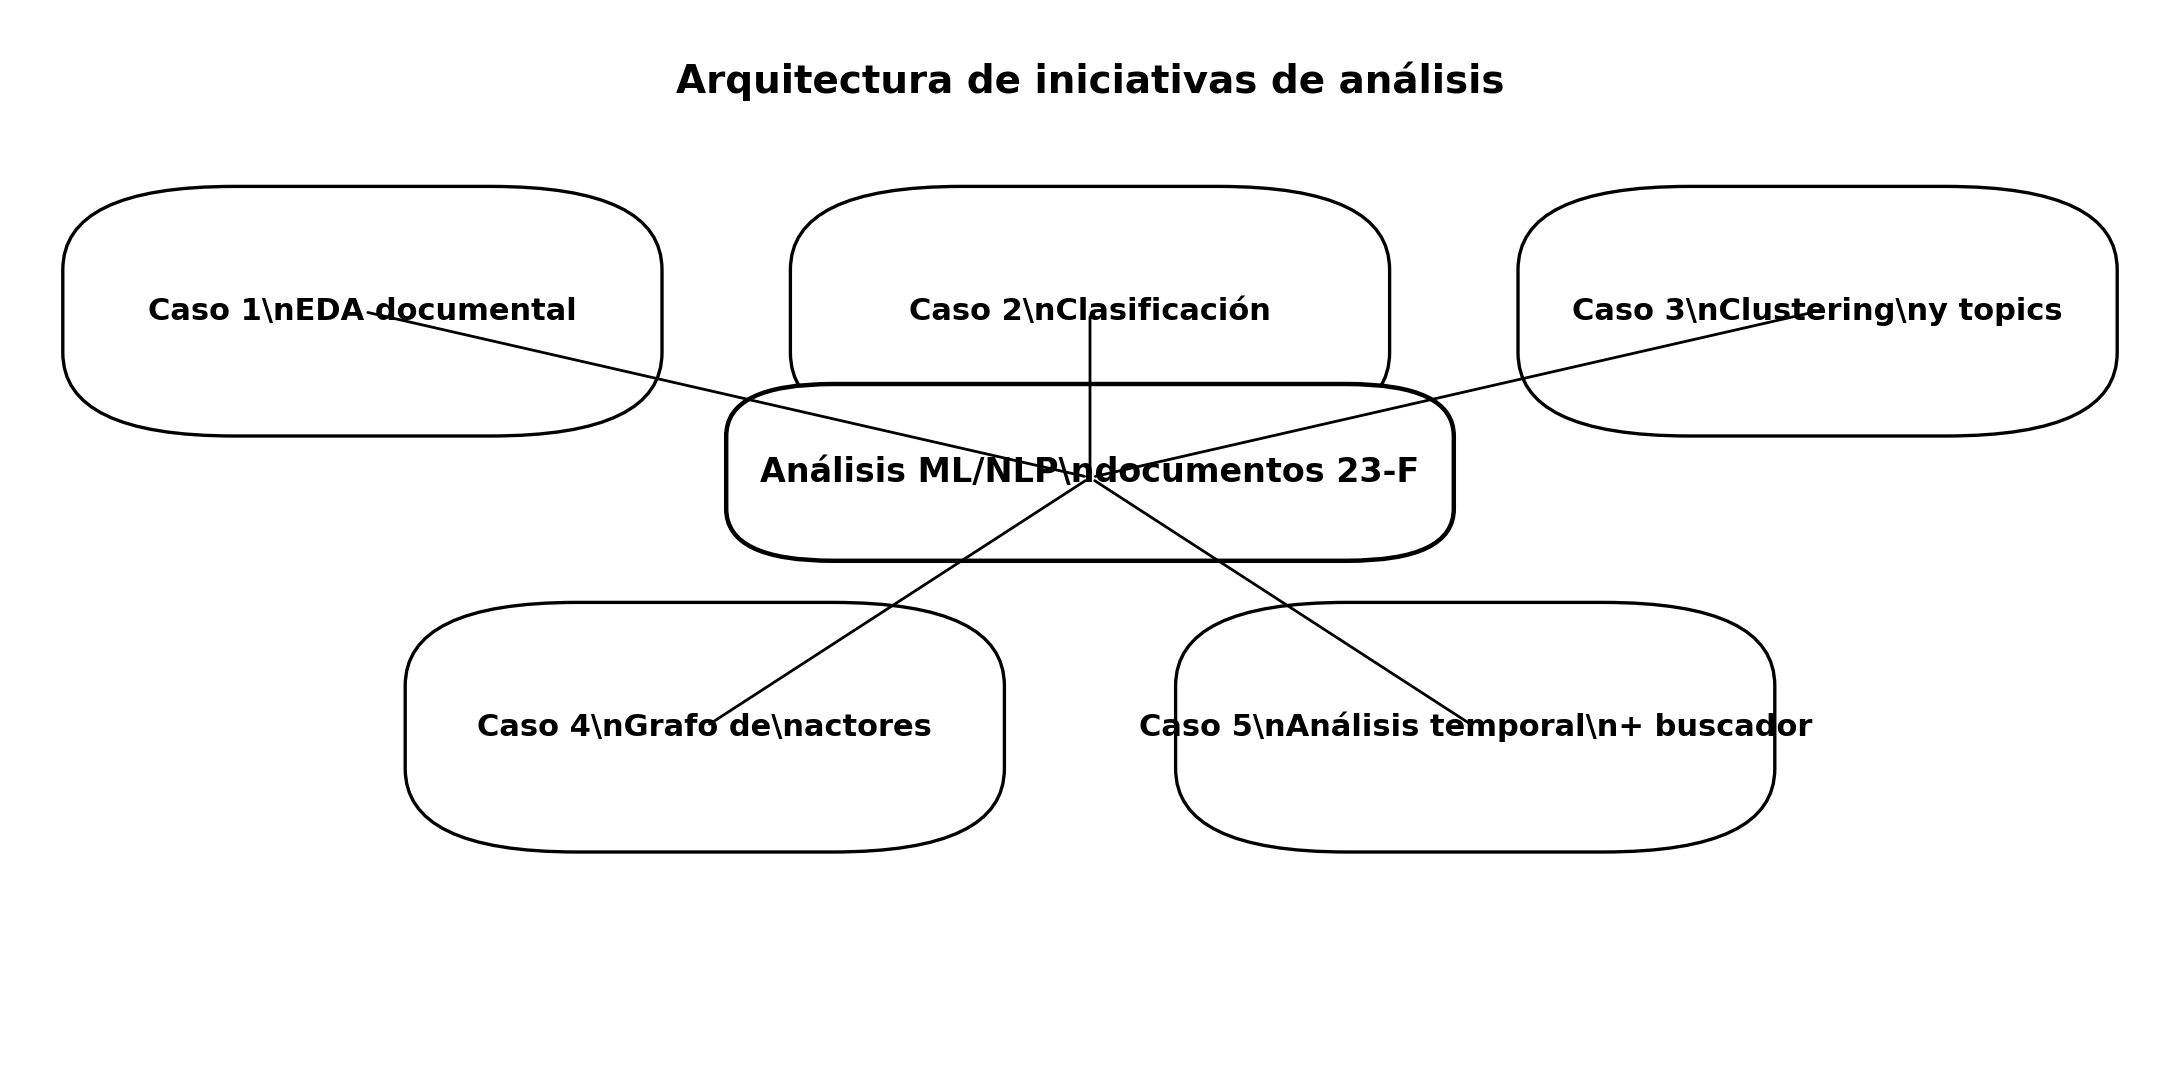 Arquitectura de iniciativas de análisis
Caso 1\nEDA documental
Caso 2\nClasificación
Caso 3\nClustering\ny topics
Análisis ML/NLP\ndocumentos 23-F
Caso 4\nGrafo de\nactores
Caso 5\nAnálisis temporal\n+ buscador